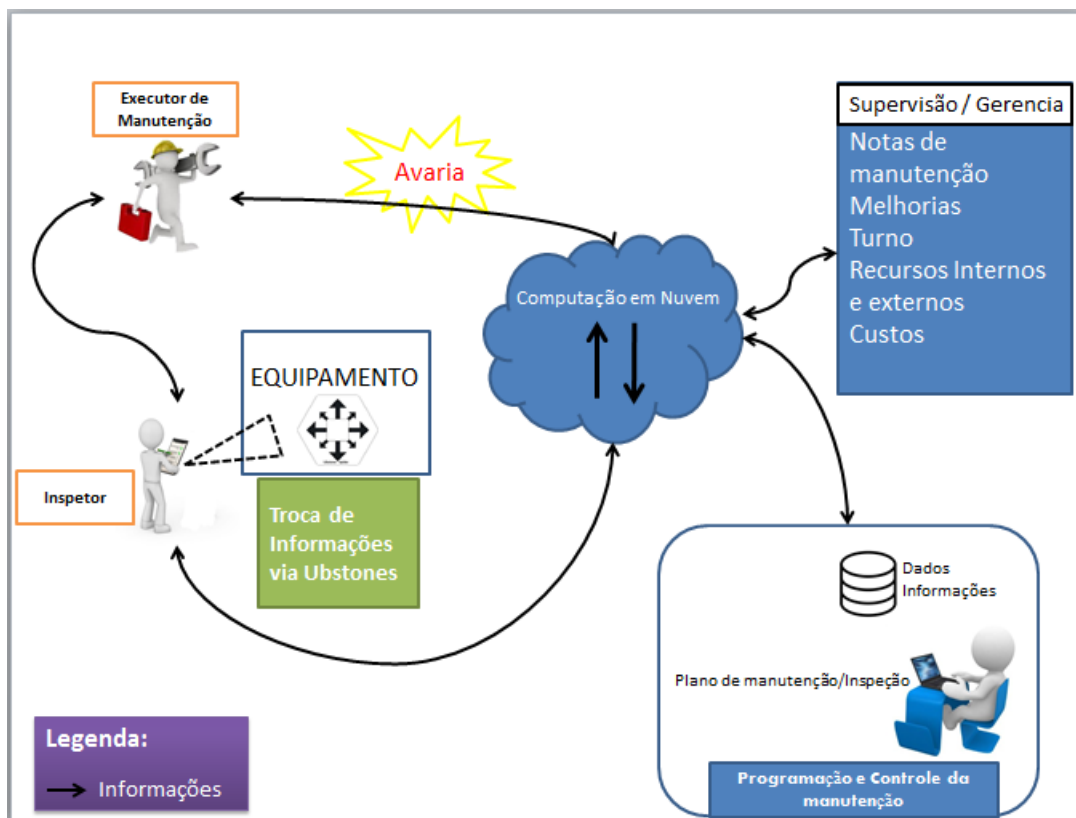 Executor de
Manutenção
Avaria
Supervisão / Gerencia
Notas de
manutenção
Melhorias
Turno
Recursos Internos
e externos
Custos
Computação em Nuvem
EQUIPAMENTO
Inspetor
Troca de
Informações
via Ubstones
Dados
Informações
Plano de manutenção/Inspeção
Programação e Controle da
manutenção
Legenda:
Informações